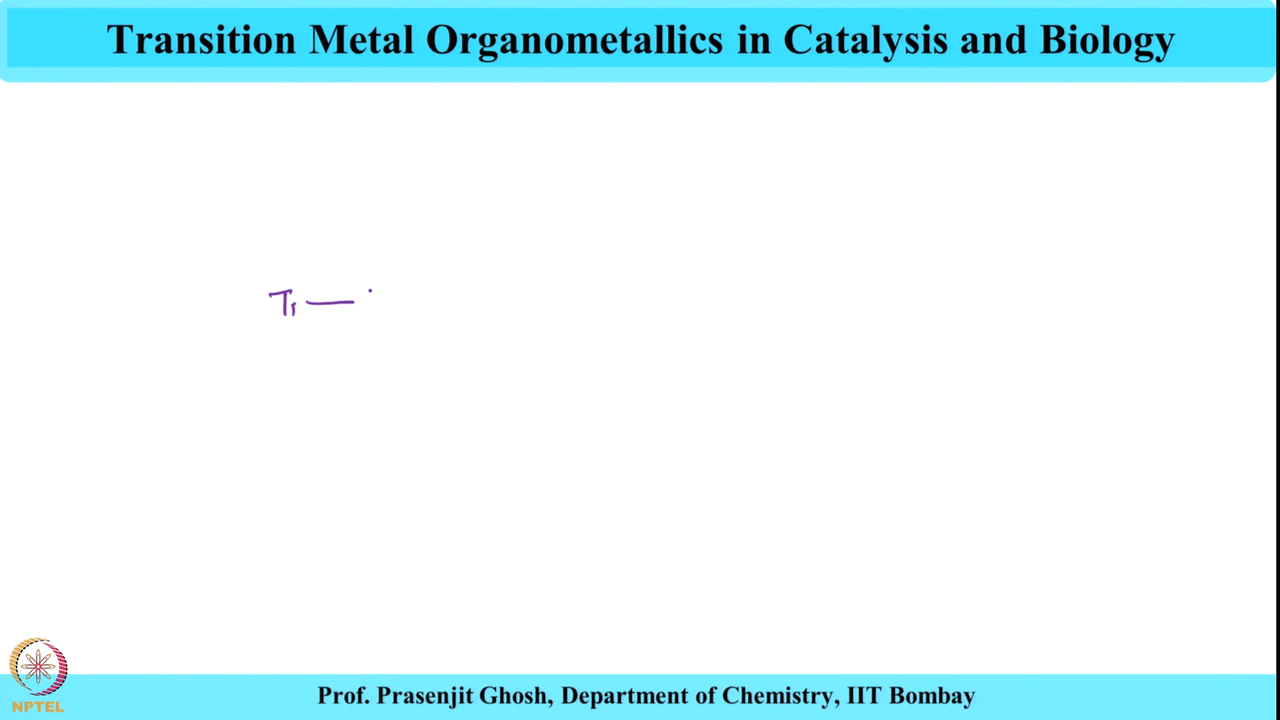 Transition Metal Organometallics in Catalysis and Biology
Ti —
NPTEL
Prof. Prasenjit Ghosh, Department of Chemistry, IIT Bombay